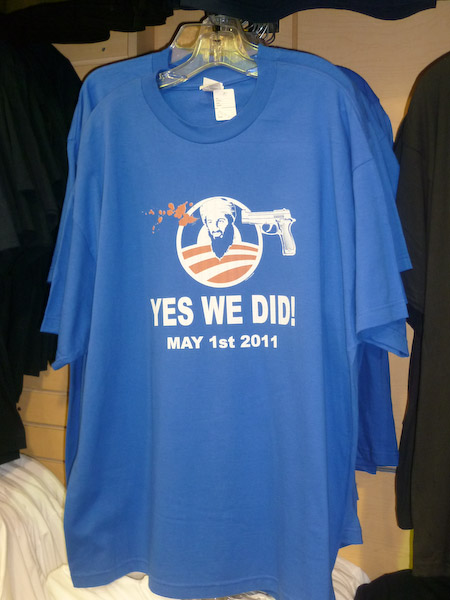 YES WE DID!
MAY 1st 2011